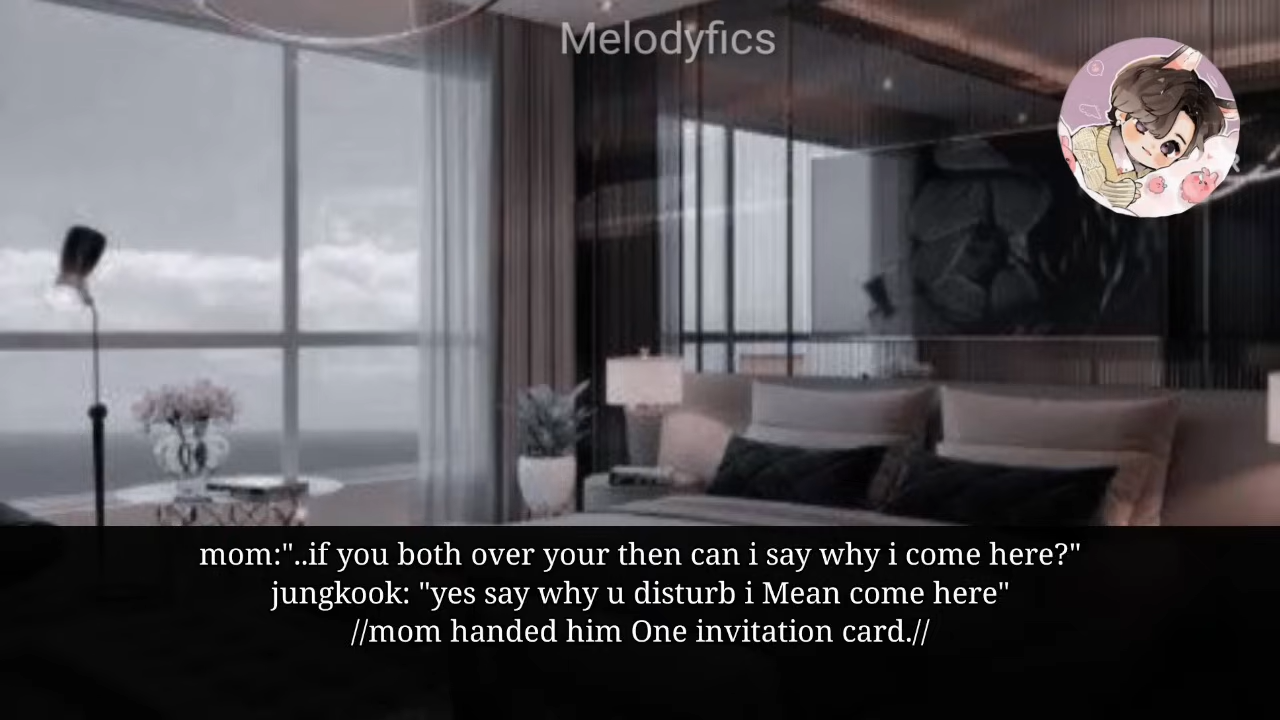 Melodyfics
mom:"..if you both over your then can i say why i come here?"
jungkook: "yes say why u disturb i Mean come here"
//mom handed him One invitation card.//